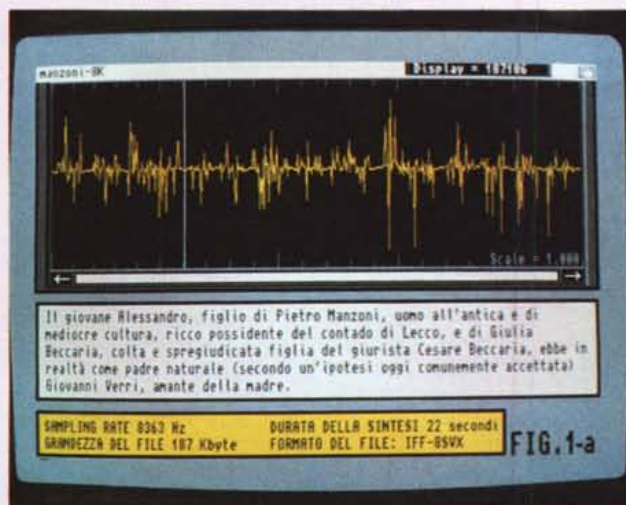 manzoni-8K
Display = 187106
Scale = 1.000
Il giovane Alessandro, figlio di Pietro Manzoni, uomo all'antica e di
mediocre cultura, ricco possidente del contado di Lecco, e di Giulia
Beccaria, colta e spregiudicata figlia del giurista Cesare Beccaria, ebbe in
realtà come padre naturale (secondo un'ipotesi oggi comunemente accettata)
Giovanni Verri, amante della madre.
SAMPLING RATE 8363 Hz DURATA DELLA SINTESI 22 secondi
GRANDEZZA DEL FILE 187 Kbyte FORMATO DEL FILE: IFF-8SVX
FIG.1-a